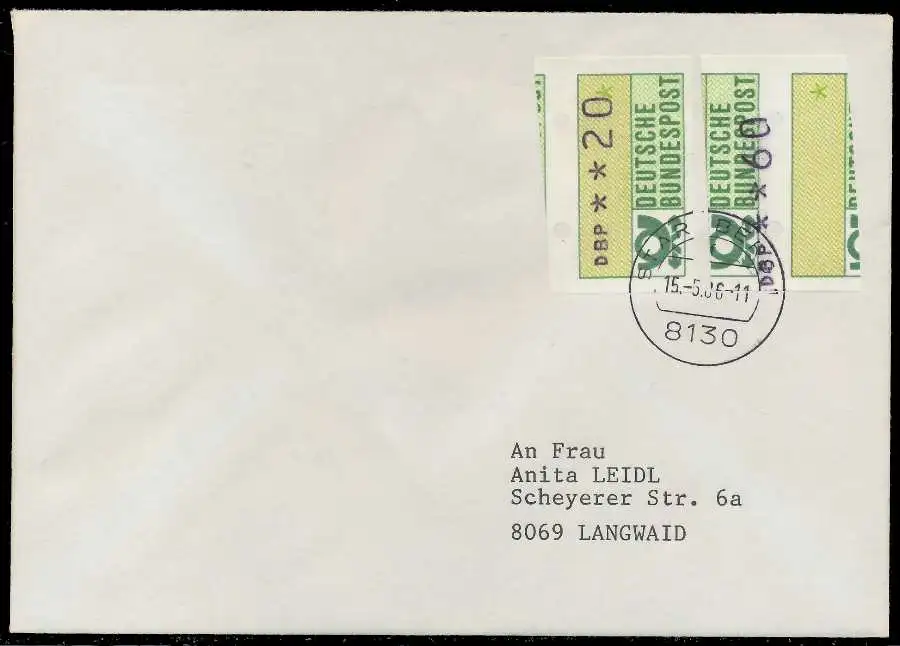 DBP**20
DEUTSCHE
BUNDESPOST
DBP**60
DEUTSCHE
BUNDESPOST
15.-5.86-11
8130
An Frau
Anita LEIDL
Scheyerer Str. 6a
8069 LANGWAID